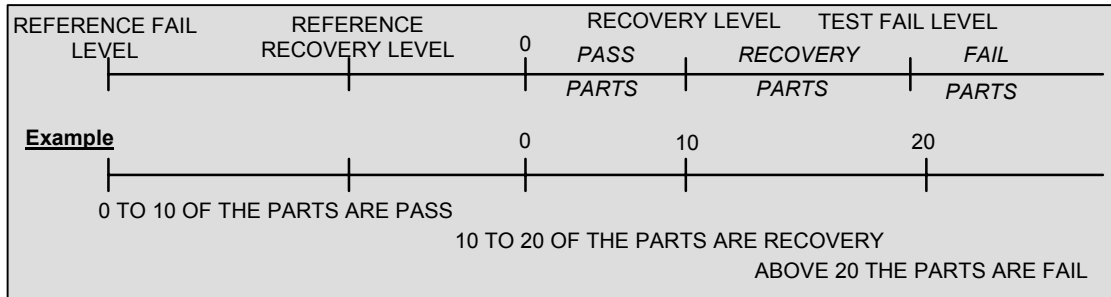 REFERENCE FAIL LEVEL
REFERENCE RECOVERY LEVEL
0
RECOVERY LEVEL
TEST FAIL LEVEL
PASS PARTS
RECOVERY PARTS
FAIL PARTS
Example
0 10 20
0 TO 10 OF THE PARTS ARE PASS
10 TO 20 OF THE PARTS ARE RECOVERY
ABOVE 20 THE PARTS ARE FAIL